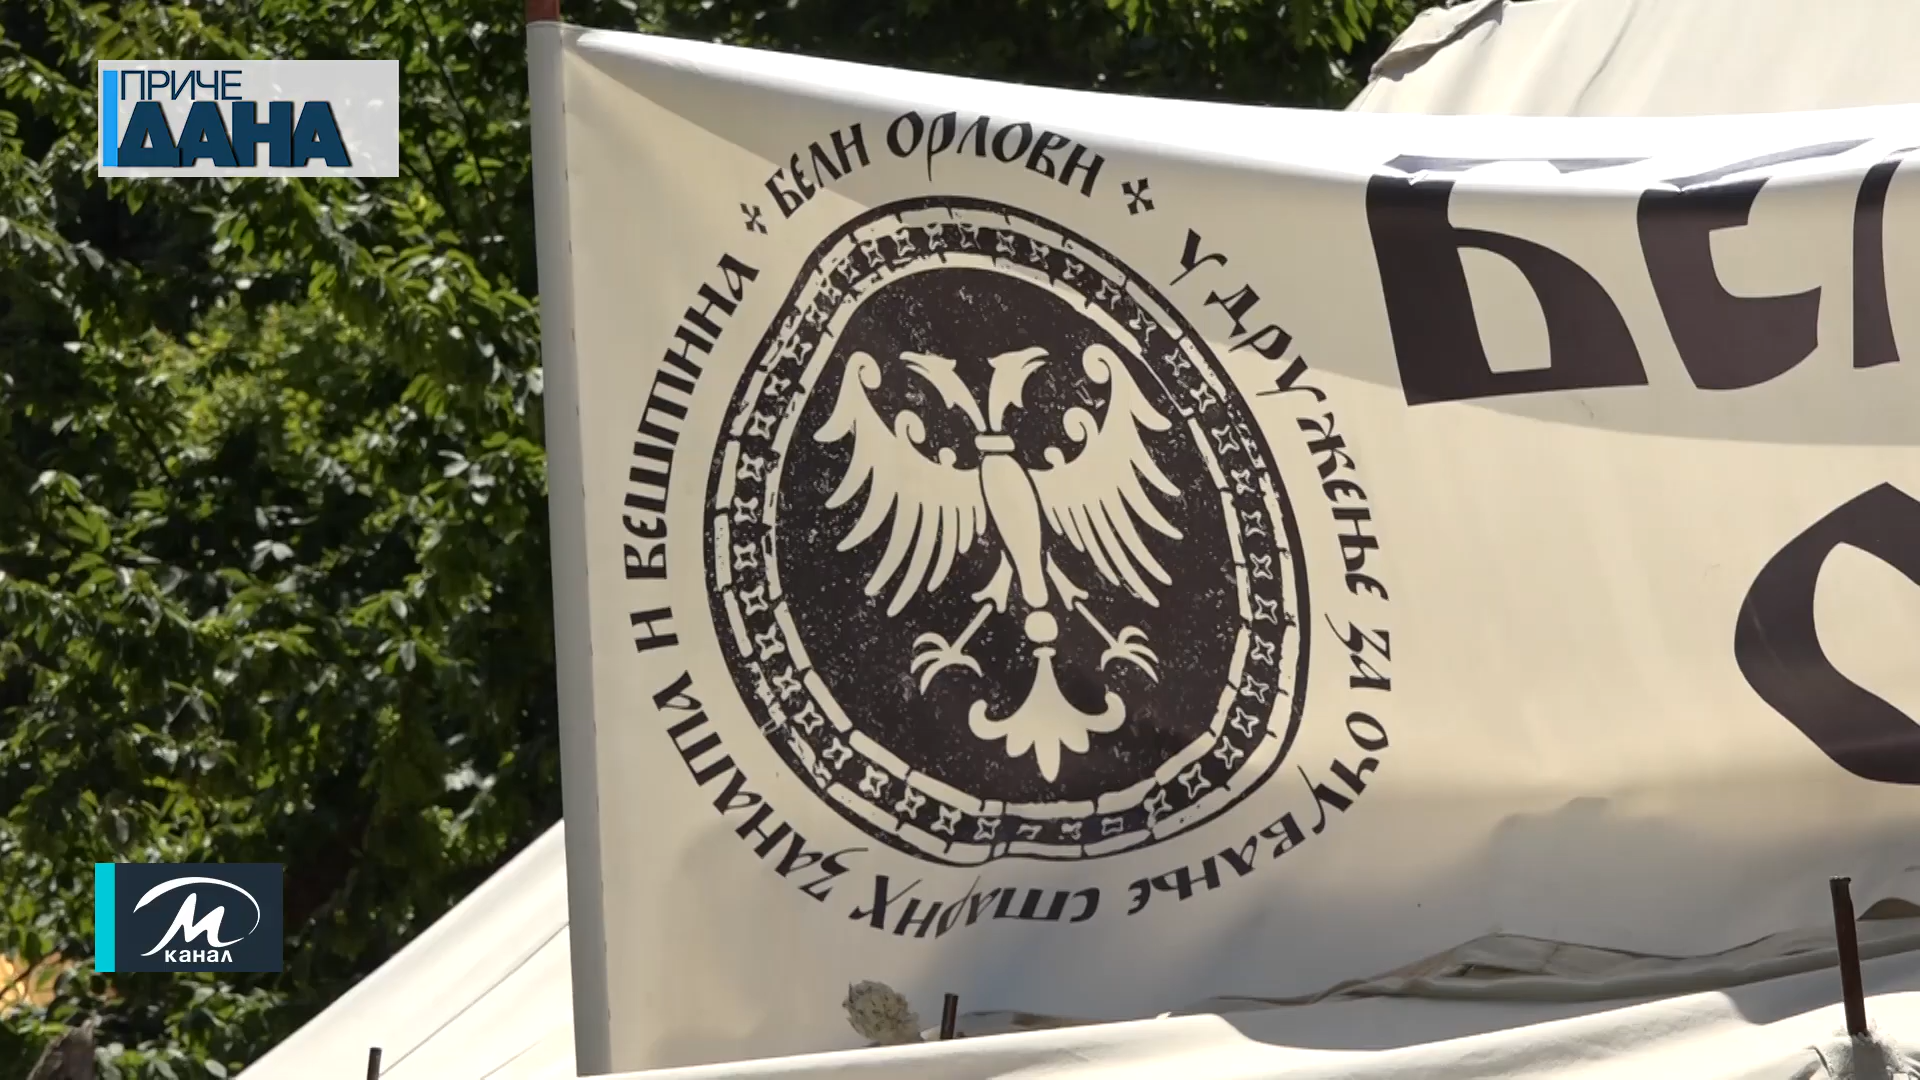 ПРИЧЕ
ДАНА
БЕЛИ ОРЛОВИ
УДРУЖЕЊЕ ЗА ОЧУВАЊЕ СТАРИХ ЗАНАТА И ВЕШТИНА
М
КАНАЛ